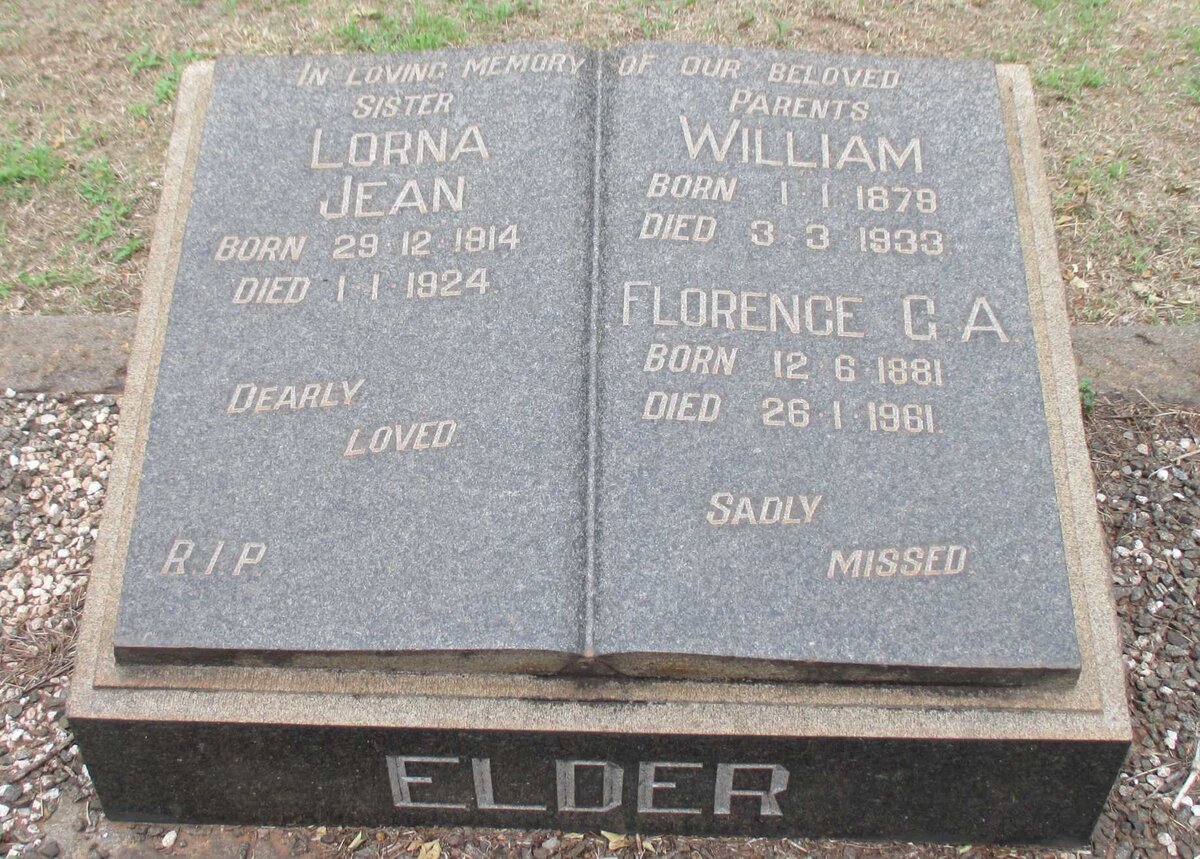 IN LOVING MEMORY OF OUR BELOVED
SISTER
LORNA
JEAN
BORN 29·12·1914
DIED 1·1·1924.
DEARLY
LOVED.
R.I.P.
PARENTS
WILLIAM
BORN 1·1·1879
DIED 3·3·1933.
FLORENCE C.A.
BORN 12·6·1881
DIED 26·1·1961.
SADLY
MISSED.
ELDER